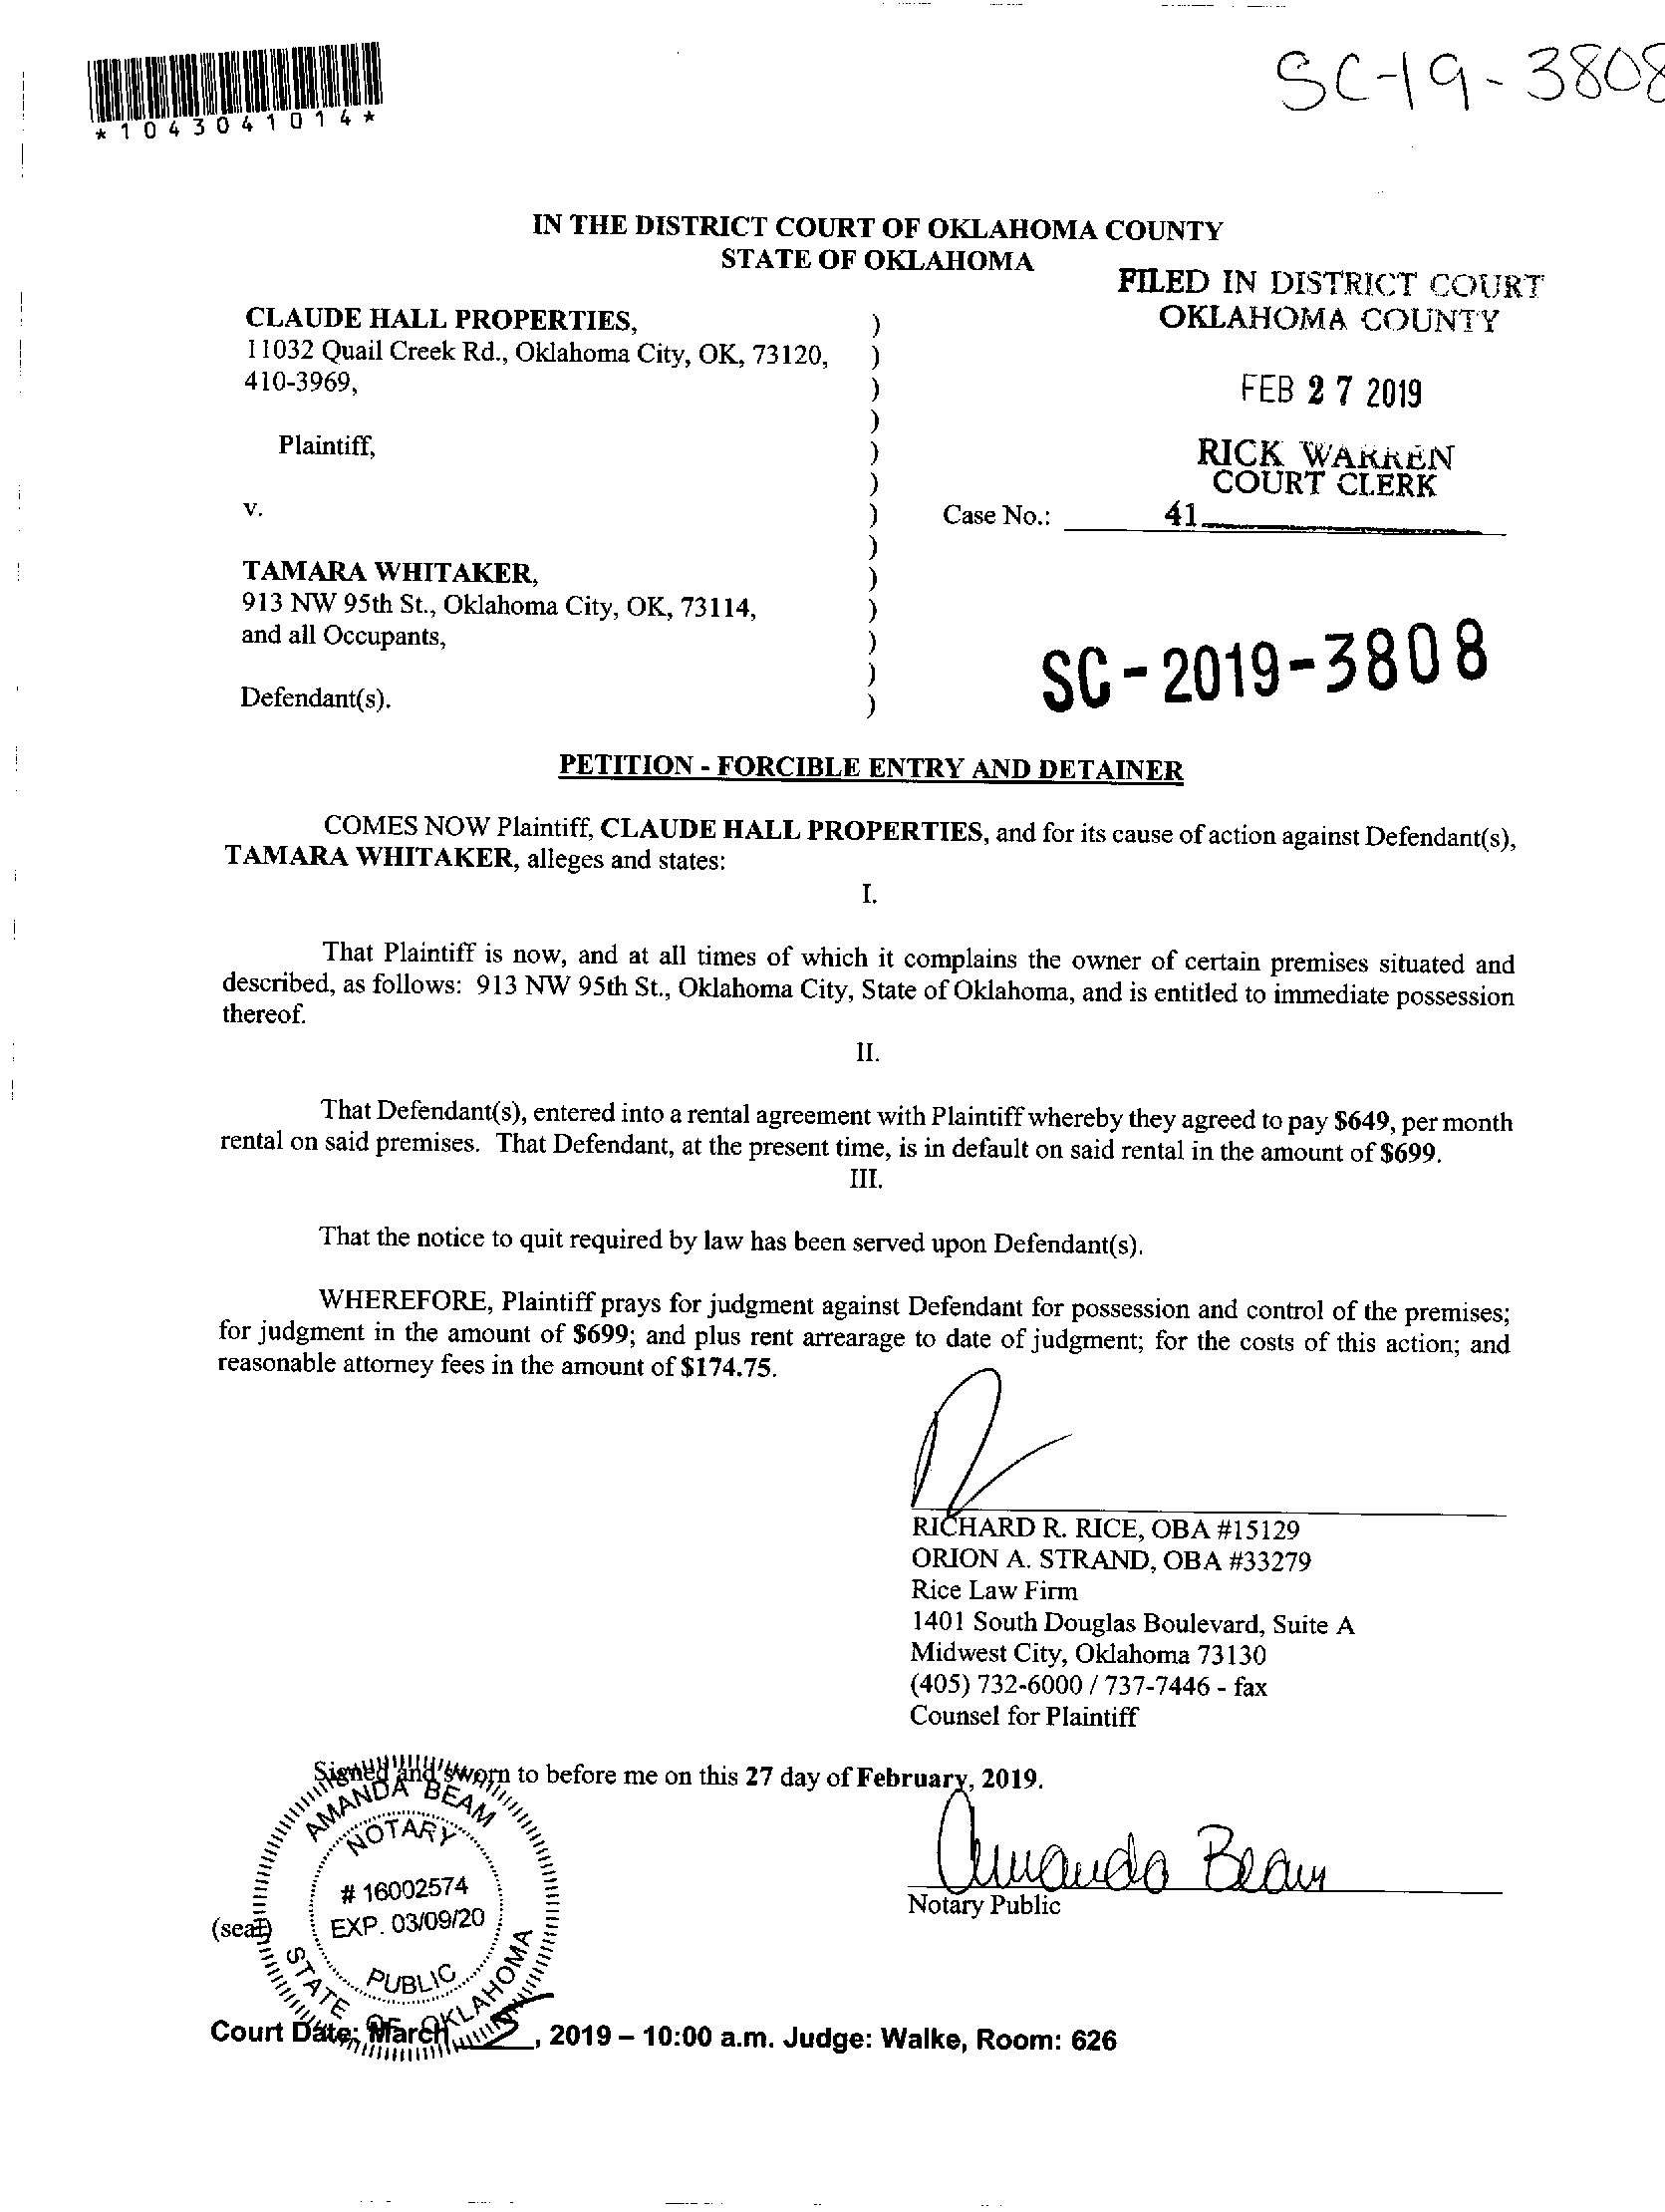 *1043041014*
SC-19-3808
IN THE DISTRICT COURT OF OKLAHOMA COUNTY
STATE OF OKLAHOMA
FILED IN DISTRICT COURT
OKLAHOMA COUNTY
FEB 27 2019
RICK WARREN
COURT CLERK
41
CLAUDE HALL PROPERTIES, )
11032 Quail Creek Rd., Oklahoma City, OK, 73120, )
410-3969, )
)
Plaintiff, )
)
v. ) Case No.:
)
TAMARA WHITAKER, )
913 NW 95th St., Oklahoma City, OK, 73114, )
and all Occupants, )
)
Defendant(s). )
SC-2019-3808
PETITION - FORCIBLE ENTRY AND DETAINER
COMES NOW Plaintiff, CLAUDE HALL PROPERTIES, and for its cause of action against Defendant(s),
TAMARA WHITAKER, alleges and states:
I.
That Plaintiff is now, and at all times of which it complains the owner of certain premises situated and
described, as follows: 913 NW 95th St., Oklahoma City, State of Oklahoma, and is entitled to immediate possession
thereof.
II.
That Defendant(s), entered into a rental agreement with Plaintiff whereby they agreed to pay $649, per month
rental on said premises. That Defendant, at the present time, is in default on said rental in the amount of $699.
III.
That the notice to quit required by law has been served upon Defendant(s).
WHEREFORE, Plaintiff prays for judgment against Defendant for possession and control of the premises;
for judgment in the amount of $699; and plus rent arrearage to date of judgment; for the costs of this action; and
reasonable attorney fees in the amount of $174.75.
RICHARD R. RICE, OBA #15129
ORION A. STRAND, OBA #33279
Rice Law Firm
1401 South Douglas Boulevard, Suite A
Midwest City, Oklahoma 73130
(405) 732-6000 / 737-7446 - fax
Counsel for Plaintiff
Signed and sworn to before me on this 27 day of February, 2019.
Amanda Beam
Notary Public
(seal)
AMANDA BEAM
NOTARY
# 16002574
EXP. 03/09/20
PUBLIC
STATE OF OKLAHOMA
Court Date: March 5, 2019 – 10:00 a.m. Judge: Walke, Room: 626